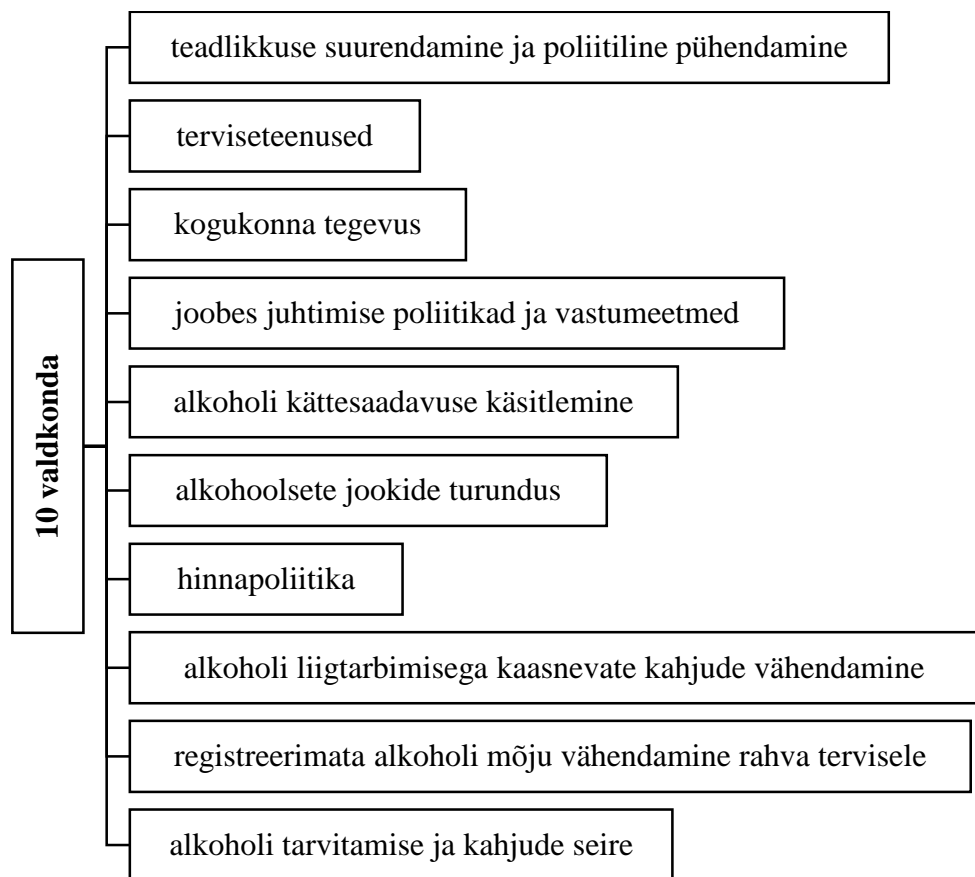 teadlikkuse suurendamine ja poliitiline pühendamine
terviseteenused
kogukonna tegevus
joobes juhtimise poliitikad ja vastumeetmed
alkoholi kättesaadavuse käsitlemine
alkohoolsete jookide turundus
hinnapoliitika
alkoholi liigtarbimisega kaasnevate kahjude vähendamine
registreerimata alkoholi mõju vähendamine rahva tervisele
alkoholi tarvitamise ja kahjude seire
10 valdkonda